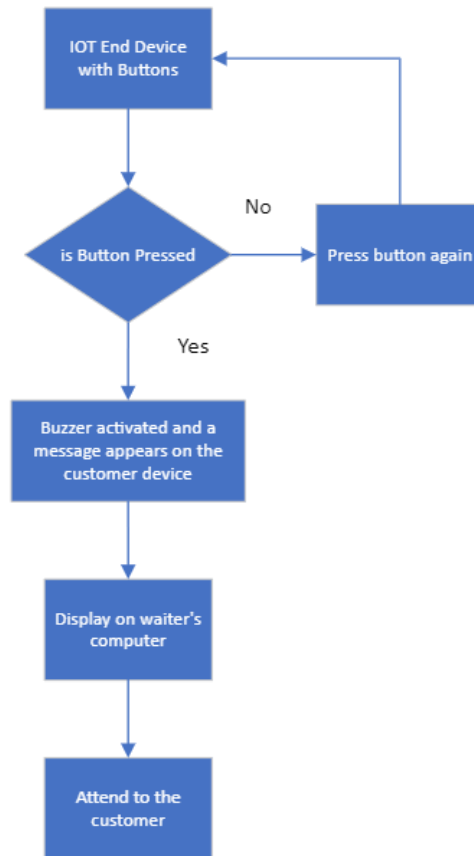 IOT End Device
with Buttons
No
is Button Pressed
Press button again
Yes
Buzzer activated and a
message appears on the
customer device
Display on waiter's
computer
Attend to the
customer